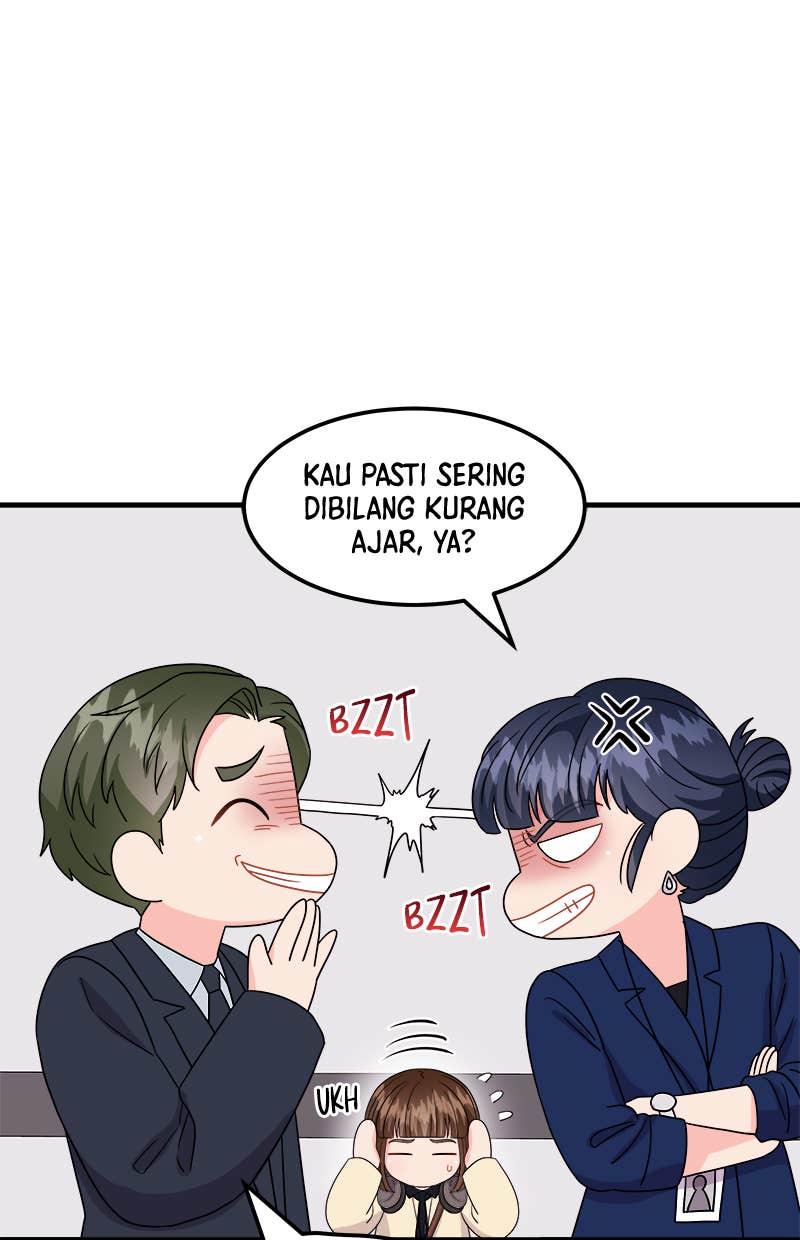 KAU PASTI SERING
DIBILANG KURANG
AJAR, YA?
BZZT
BZZT
UKH